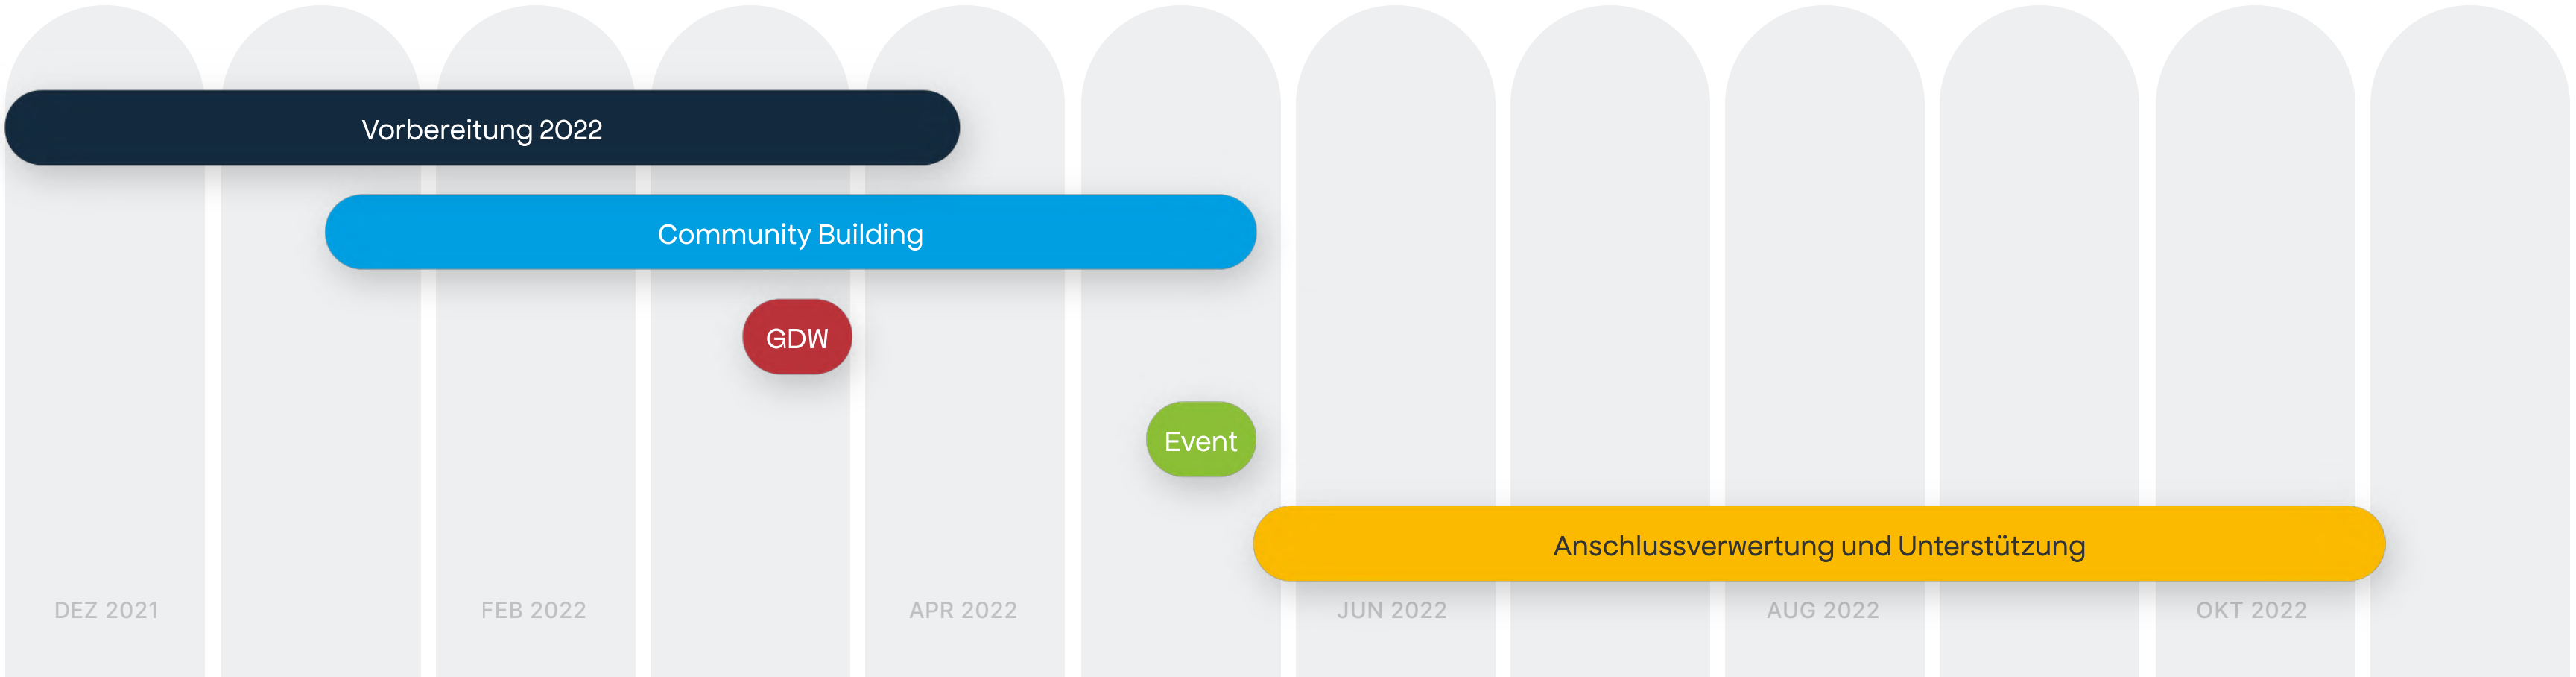 Vorbereitung 2022
Community Building
GDW
Event
Anschlussverwertung und Unterstützung
DEZ 2021
FEB 2022
APR 2022
JUN 2022
AUG 2022
OKT 2022